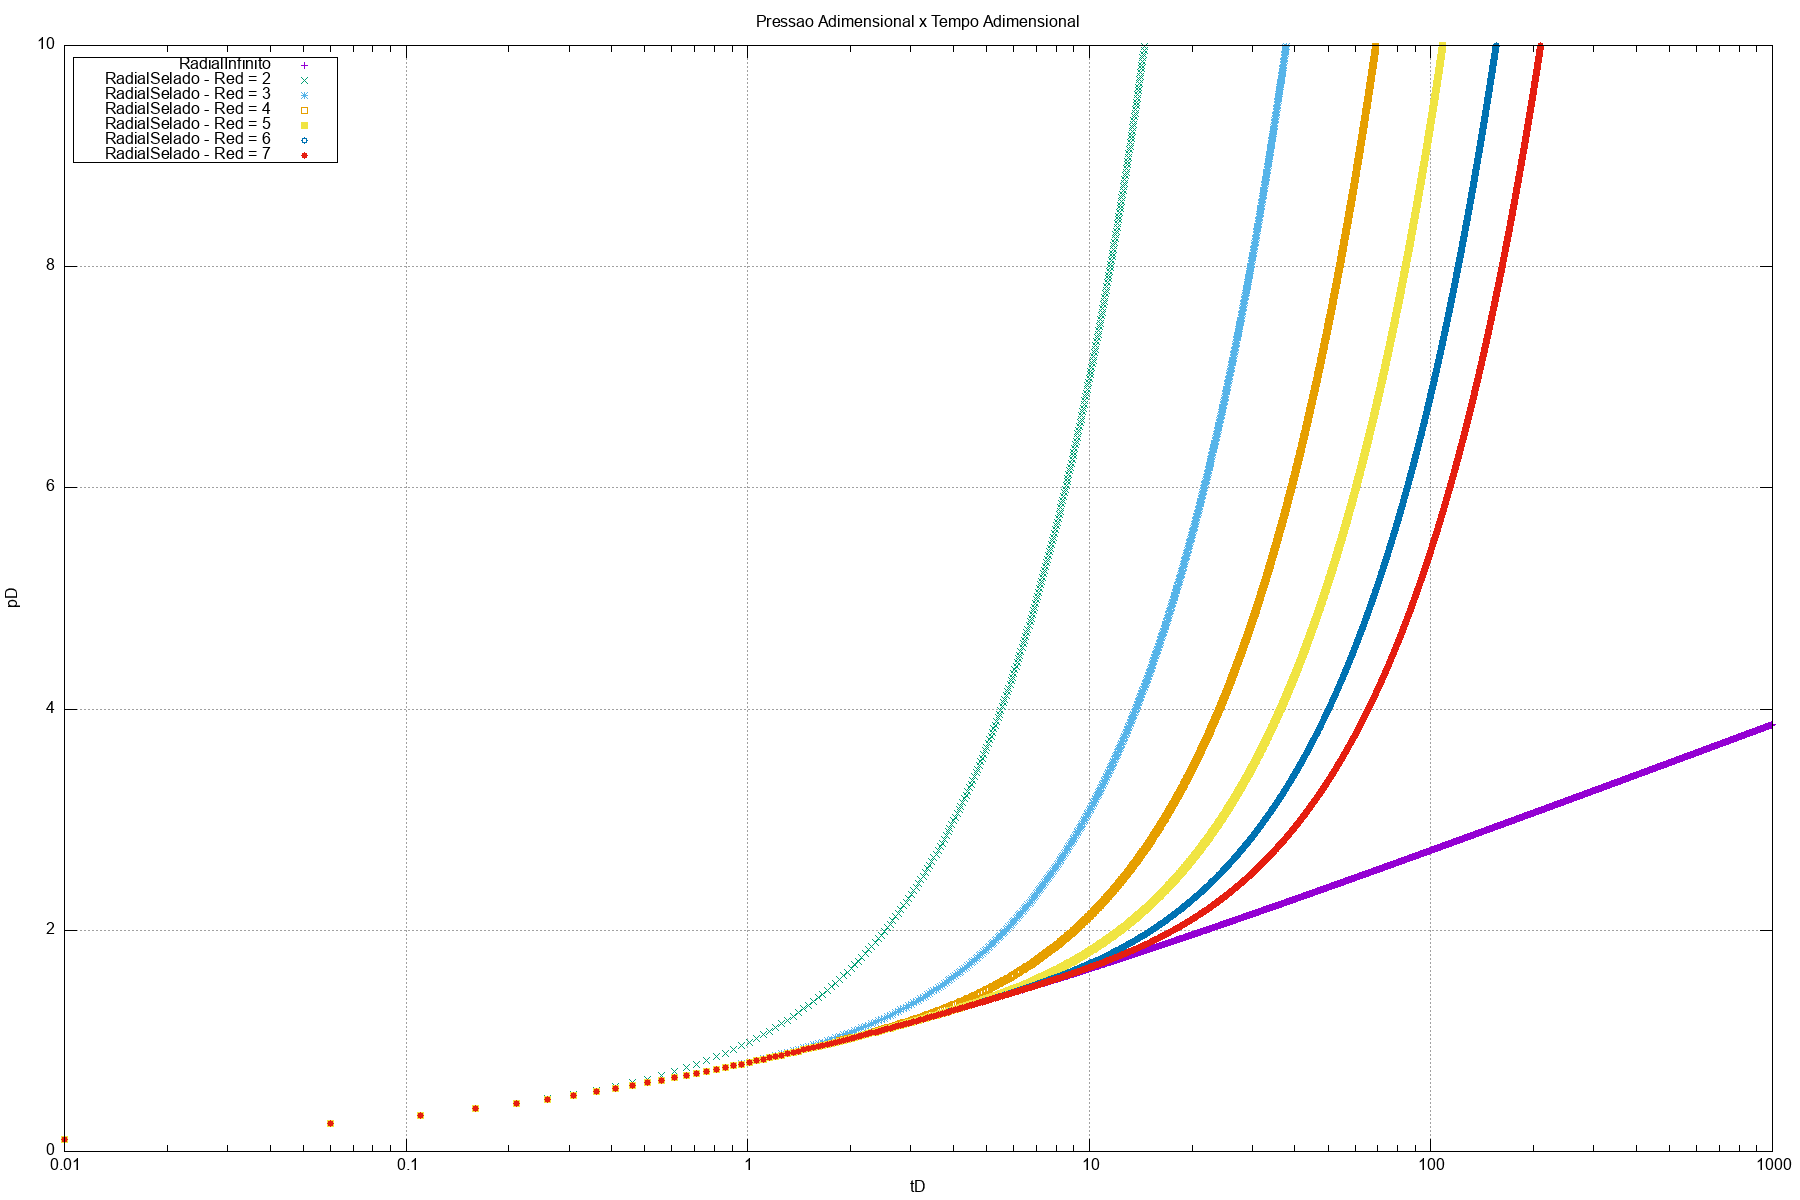 Pressao Adimensional x Tempo Adimensional
10
RadialInfinito
RadialSelado - Red = 2
RadialSelado - Red = 3
RadialSelado - Red = 4
RadialSelado - Red = 5
RadialSelado - Red = 6
RadialSelado - Red = 7
8
6
pD
4
2
0
0.01 0.1 1 10 100 1000
tD